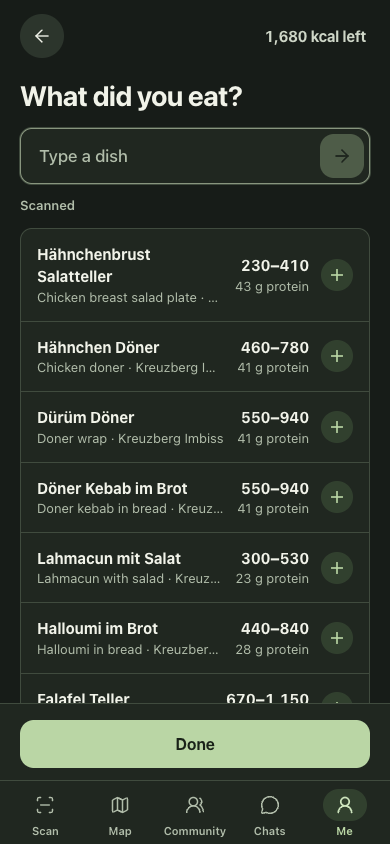 1,680 kcal left
What did you eat?
Type a dish
Scanned
Hähnchenbrust
Salatteller
Chicken breast salad plate · ...
230–410
43 g protein
Hähnchen Döner
Chicken doner · Kreuzberg I...
460–780
41 g protein
Dürüm Döner
Doner wrap · Kreuzberg Imbiss
550–940
41 g protein
Döner Kebab im Brot
Doner kebab in bread · Kreuz...
550–940
41 g protein
Lahmacun mit Salat
Lahmacun with salad · Kreuz...
300–530
23 g protein
Halloumi im Brot
Halloumi in bread · Kreuzber...
440–840
28 g protein
Falafel Teller
670–1,150
Done
Scan
Map
Community
Chats
Me